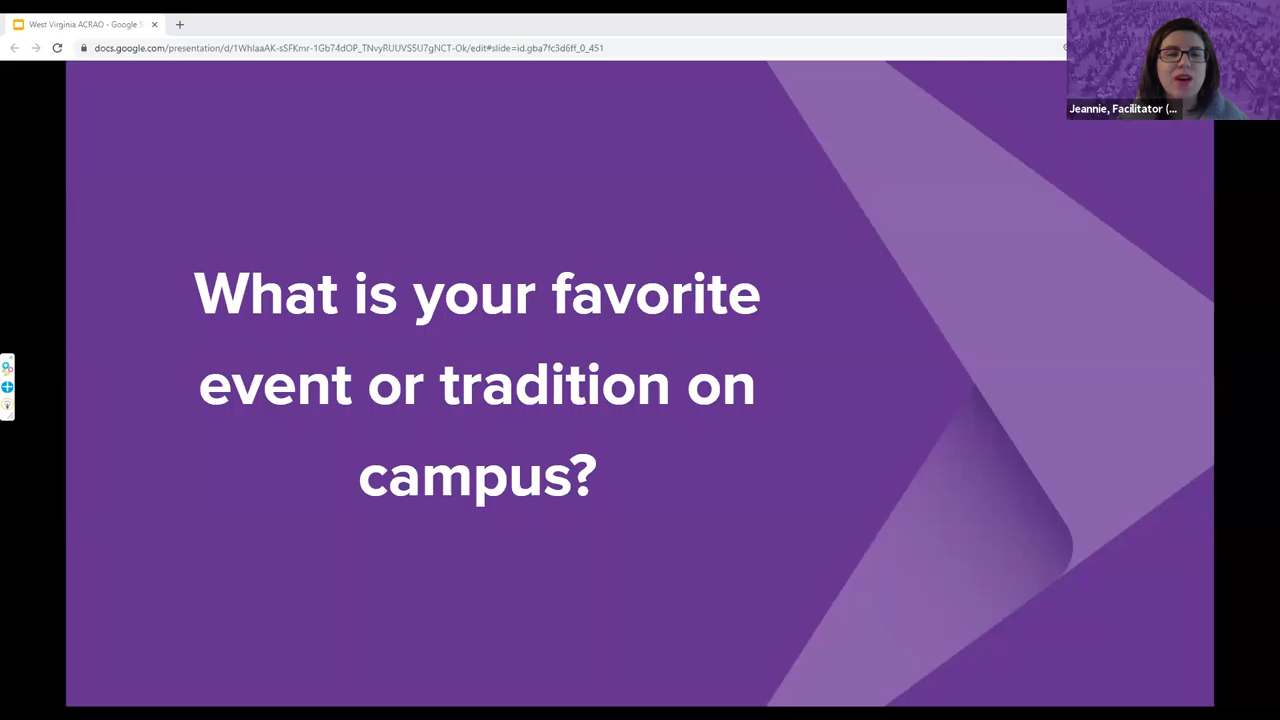 West Virginia ACRAO - Google S
docs.google.com/presentation/d/1WhlaaAK-sSFKmr-1Gb74dOP_TNvyRUUVS5U7gNCT-Ok/edit#slide=id.gba7fc3d6ff_0_451
Jeannie, Facilitator (...
What is your favorite
event or tradition on
campus?